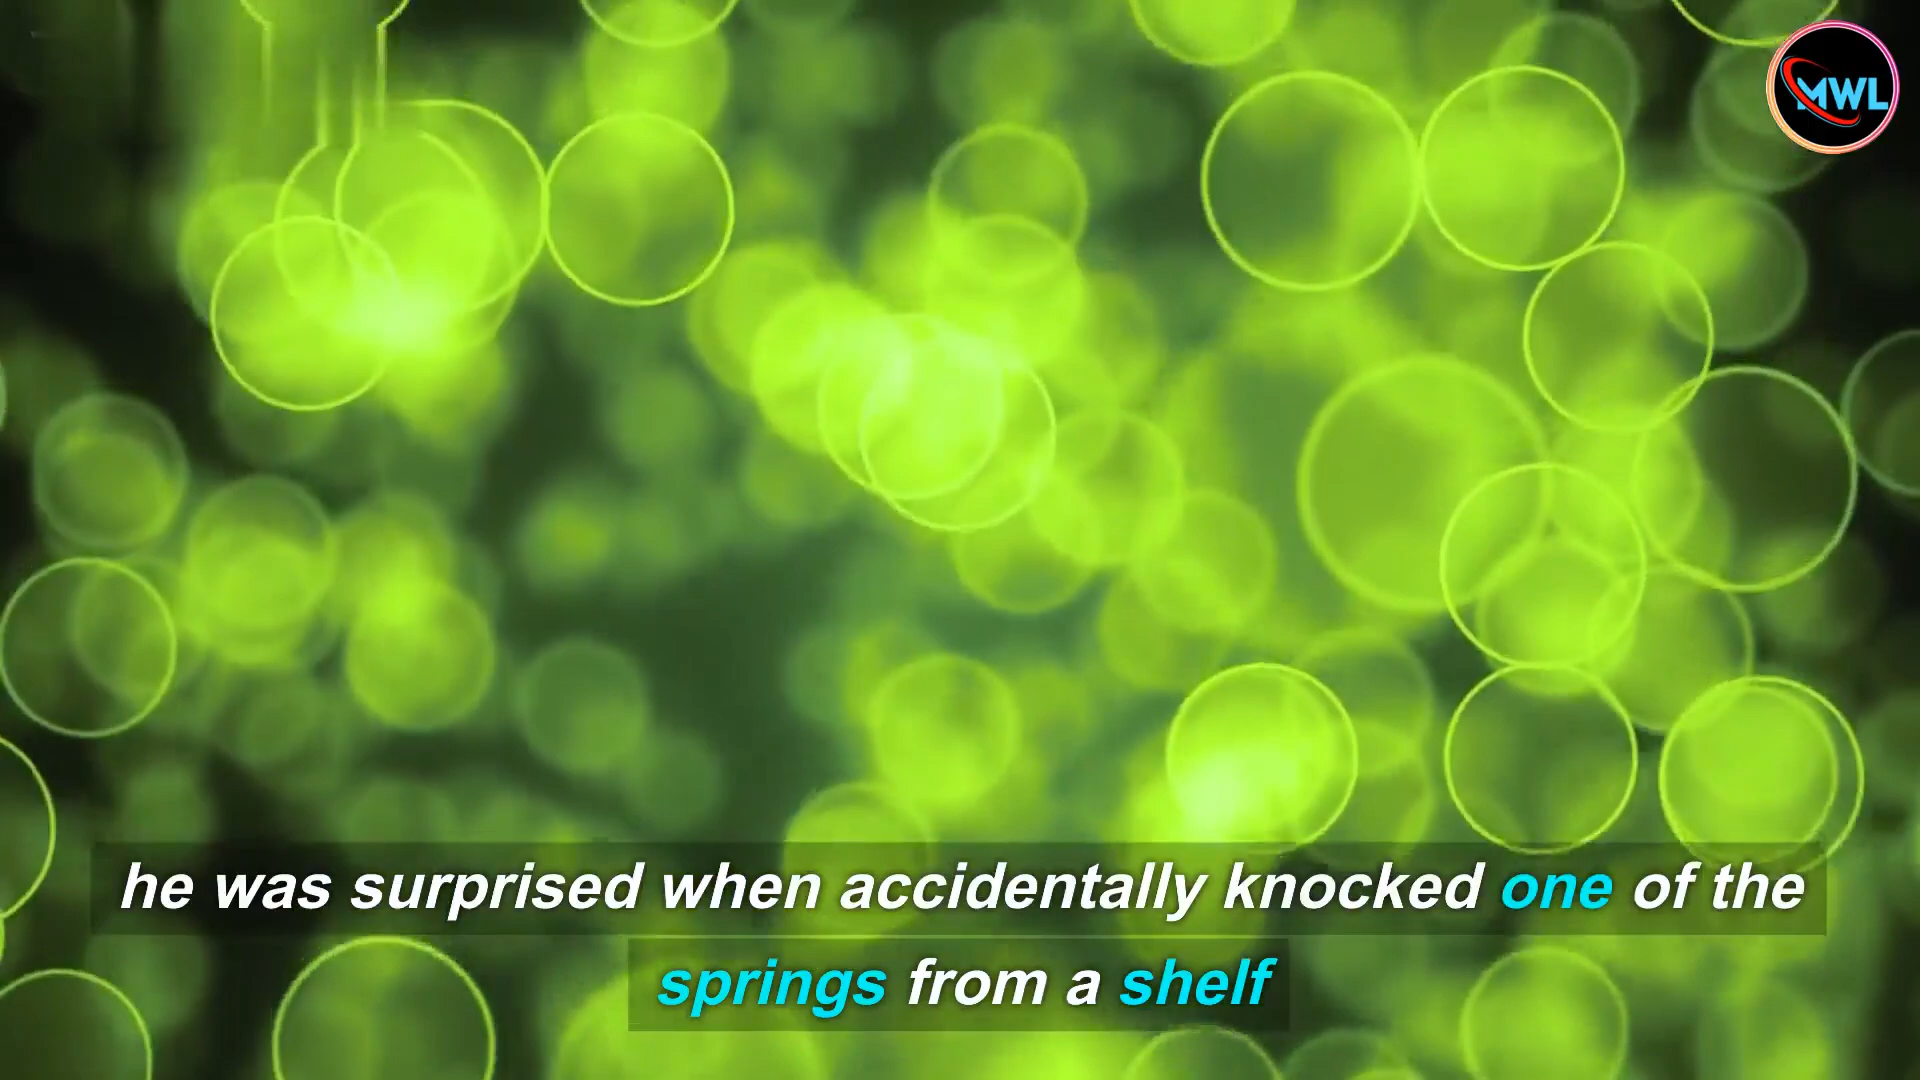 MWL
he was surprised when accidentally knocked one of the
springs from a shelf